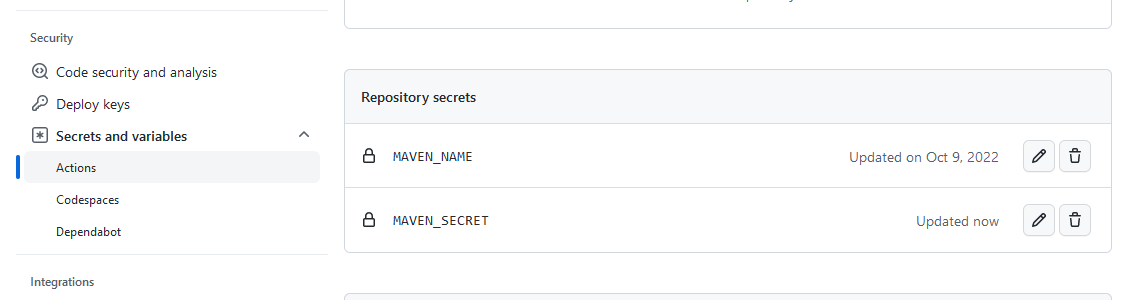 Security
Code security and analysis
Deploy keys
Secrets and variables
Actions
Codespaces
Dependabot
Integrations
Repository secrets
MAVEN_NAME Updated on Oct 9, 2022
MAVEN_SECRET Updated now